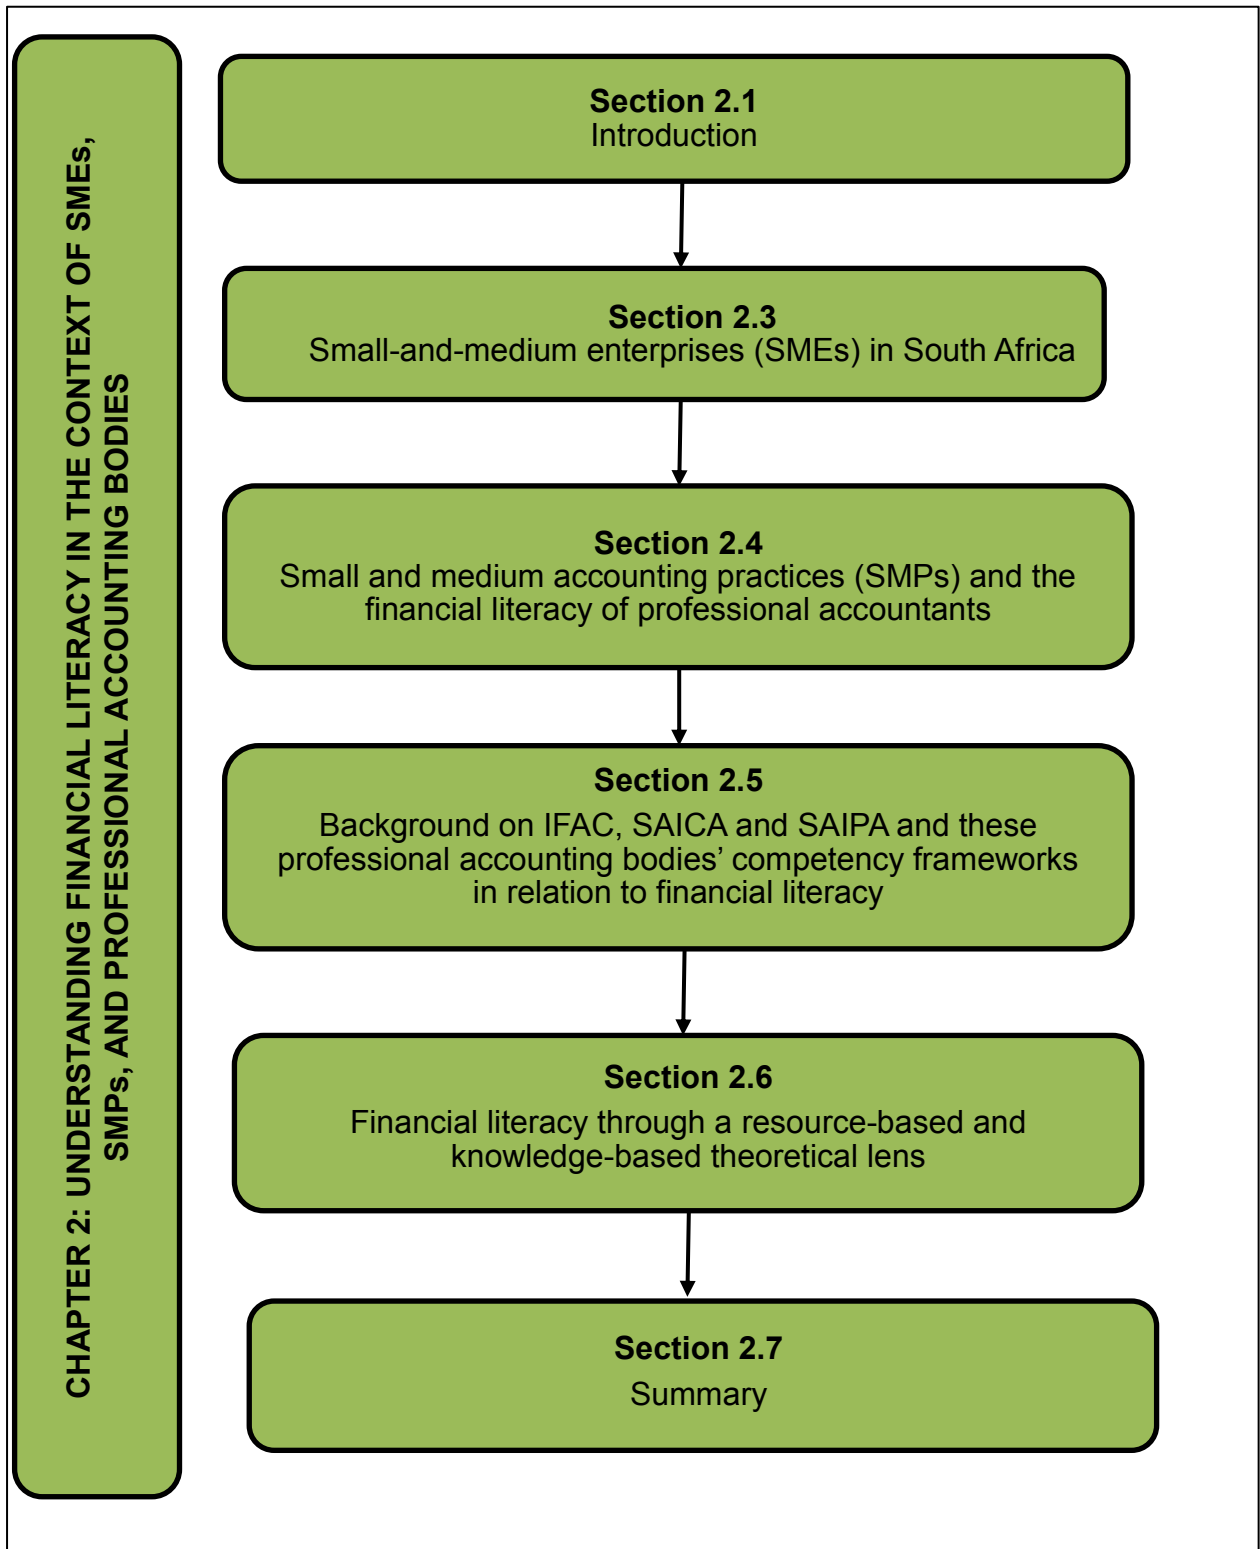 CHAPTER 2: UNDERSTANDING FINANCIAL LITERACY IN THE CONTEXT OF SMEs,
SMPs, AND PROFESSIONAL ACCOUNTING BODIES
Section 2.1
Introduction
Section 2.3
Small-and-medium enterprises (SMEs) in South Africa
Section 2.4
Small and medium accounting practices (SMPs) and the
financial literacy of professional accountants
Section 2.5
Background on IFAC, SAICA and SAIPA and these
professional accounting bodies’ competency frameworks
in relation to financial literacy
Section 2.6
Financial literacy through a resource-based and
knowledge-based theoretical lens
Section 2.7
Summary